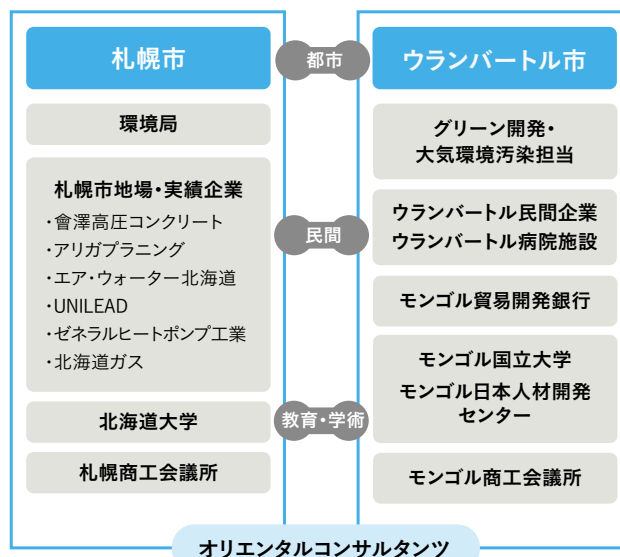 札幌市
環境局
札幌市地場・実績企業
・會澤高圧コンクリート
・アリガプラニング
・エア・ウォーター北海道
・UNILEAD
・ゼネラルヒートポンプ工業
・北海道ガス
北海道大学
札幌商工会議所
都市
民間
教育・学術
ウランバートル市
グリーン開発・
大気環境汚染担当
ウランバートル民間企業
ウランバートル病院施設
モンゴル貿易開発銀行
モンゴル国立大学
モンゴル日本人材開発
センター
モンゴル商工会議所
オリエンタルコンサルタンツ